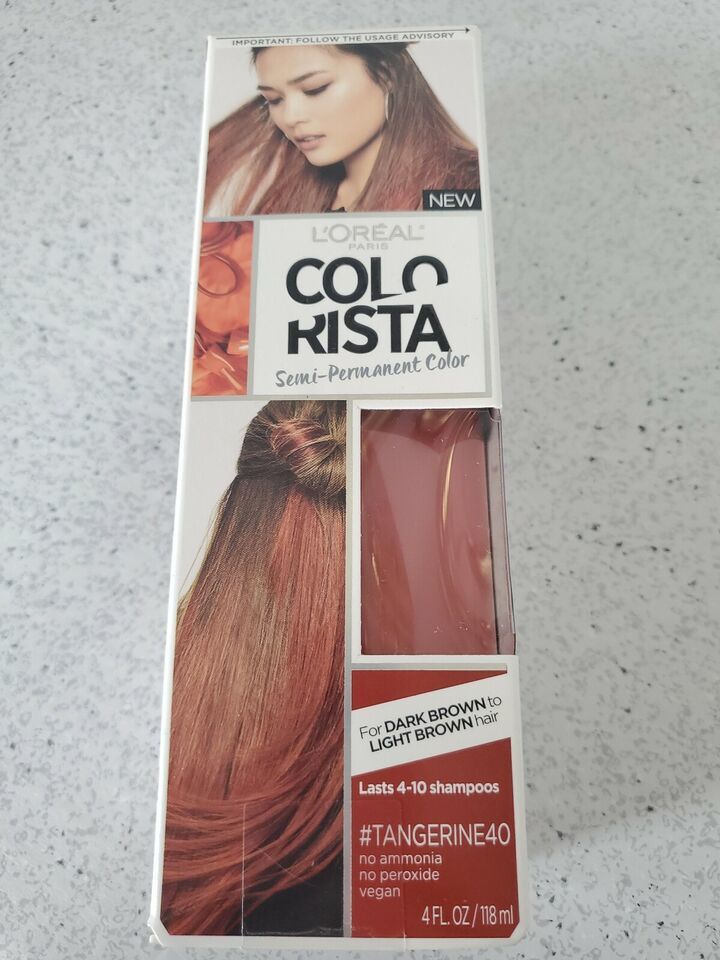 IMPORTANT: FOLLOW THE USAGE ADVISORY
NEW
L'ORÉAL
PARIS
COLO
RISTA
Semi-Permanent Color
For DARK BROWN to
LIGHT BROWN hair
Lasts 4-10 shampoos
#TANGERINE40
no ammonia
no peroxide
vegan
4 FL. OZ / 118 ml